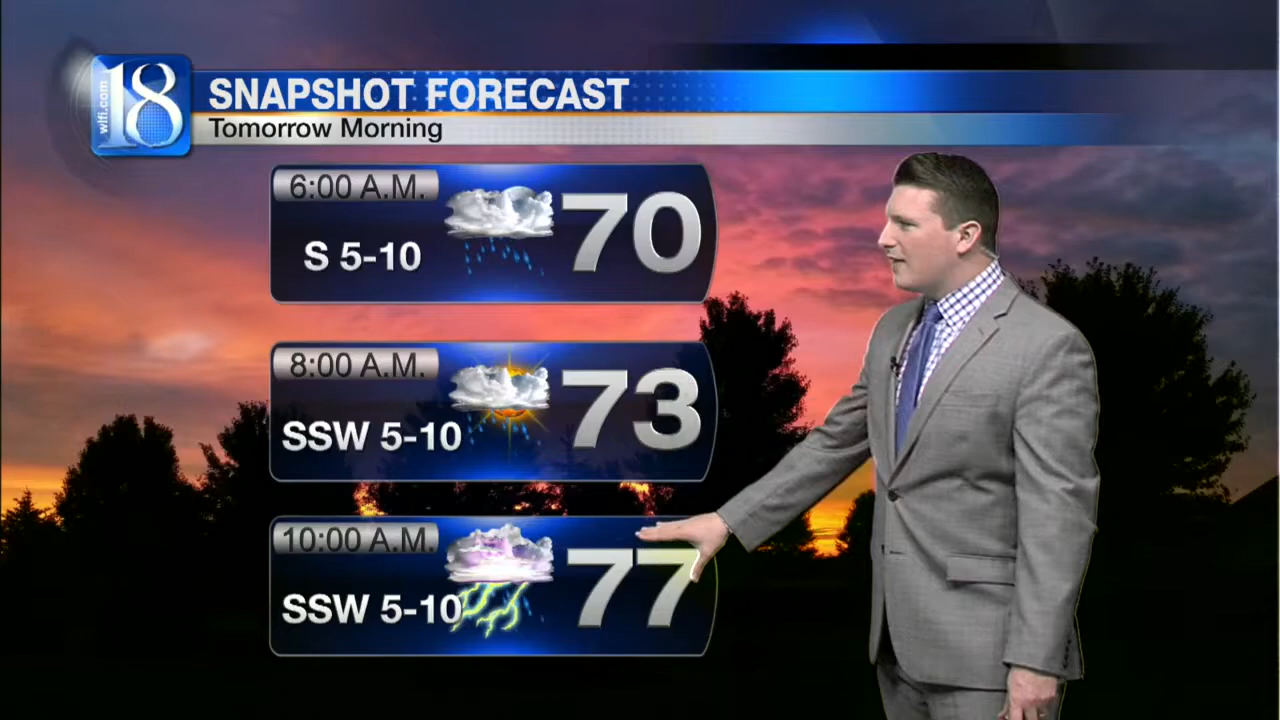 18
wlfi.com
SNAPSHOT FORECAST
Tomorrow Morning
6:00 A.M.
S 5-10
70
8:00 A.M.
SSW 5-10
73
10:00 A.M.
SSW 5-10
77